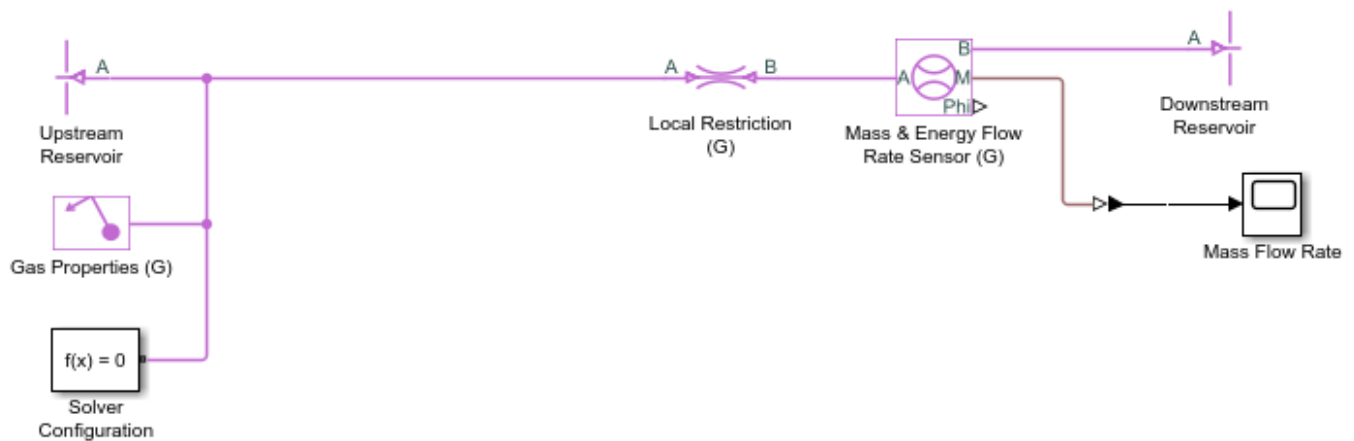 A
Upstream
Reservoir
Gas Properties (G)
f(x) = 0
Solver
Configuration
A
B
Local Restriction
(G)
A
B
M
Phi
Mass & Energy Flow
Rate Sensor (G)
A
Downstream
Reservoir
Mass Flow Rate